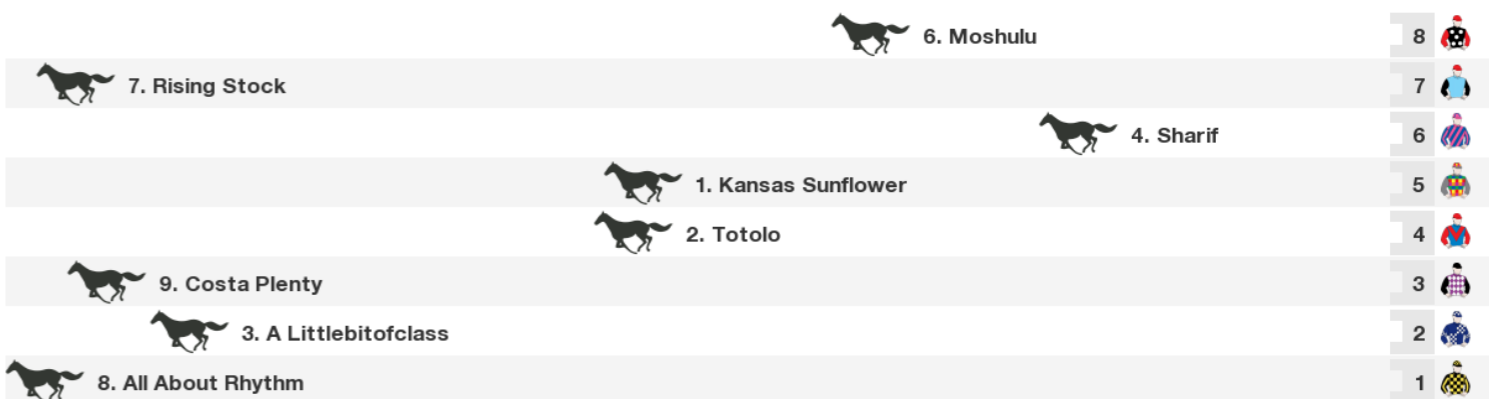 6. Moshulu 8
7. Rising Stock 7
4. Sharif 6
1. Kansas Sunflower 5
2. Totolo 4
9. Costa Plenty 3
3. A Littlebitofclass 2
8. All About Rhythm 1